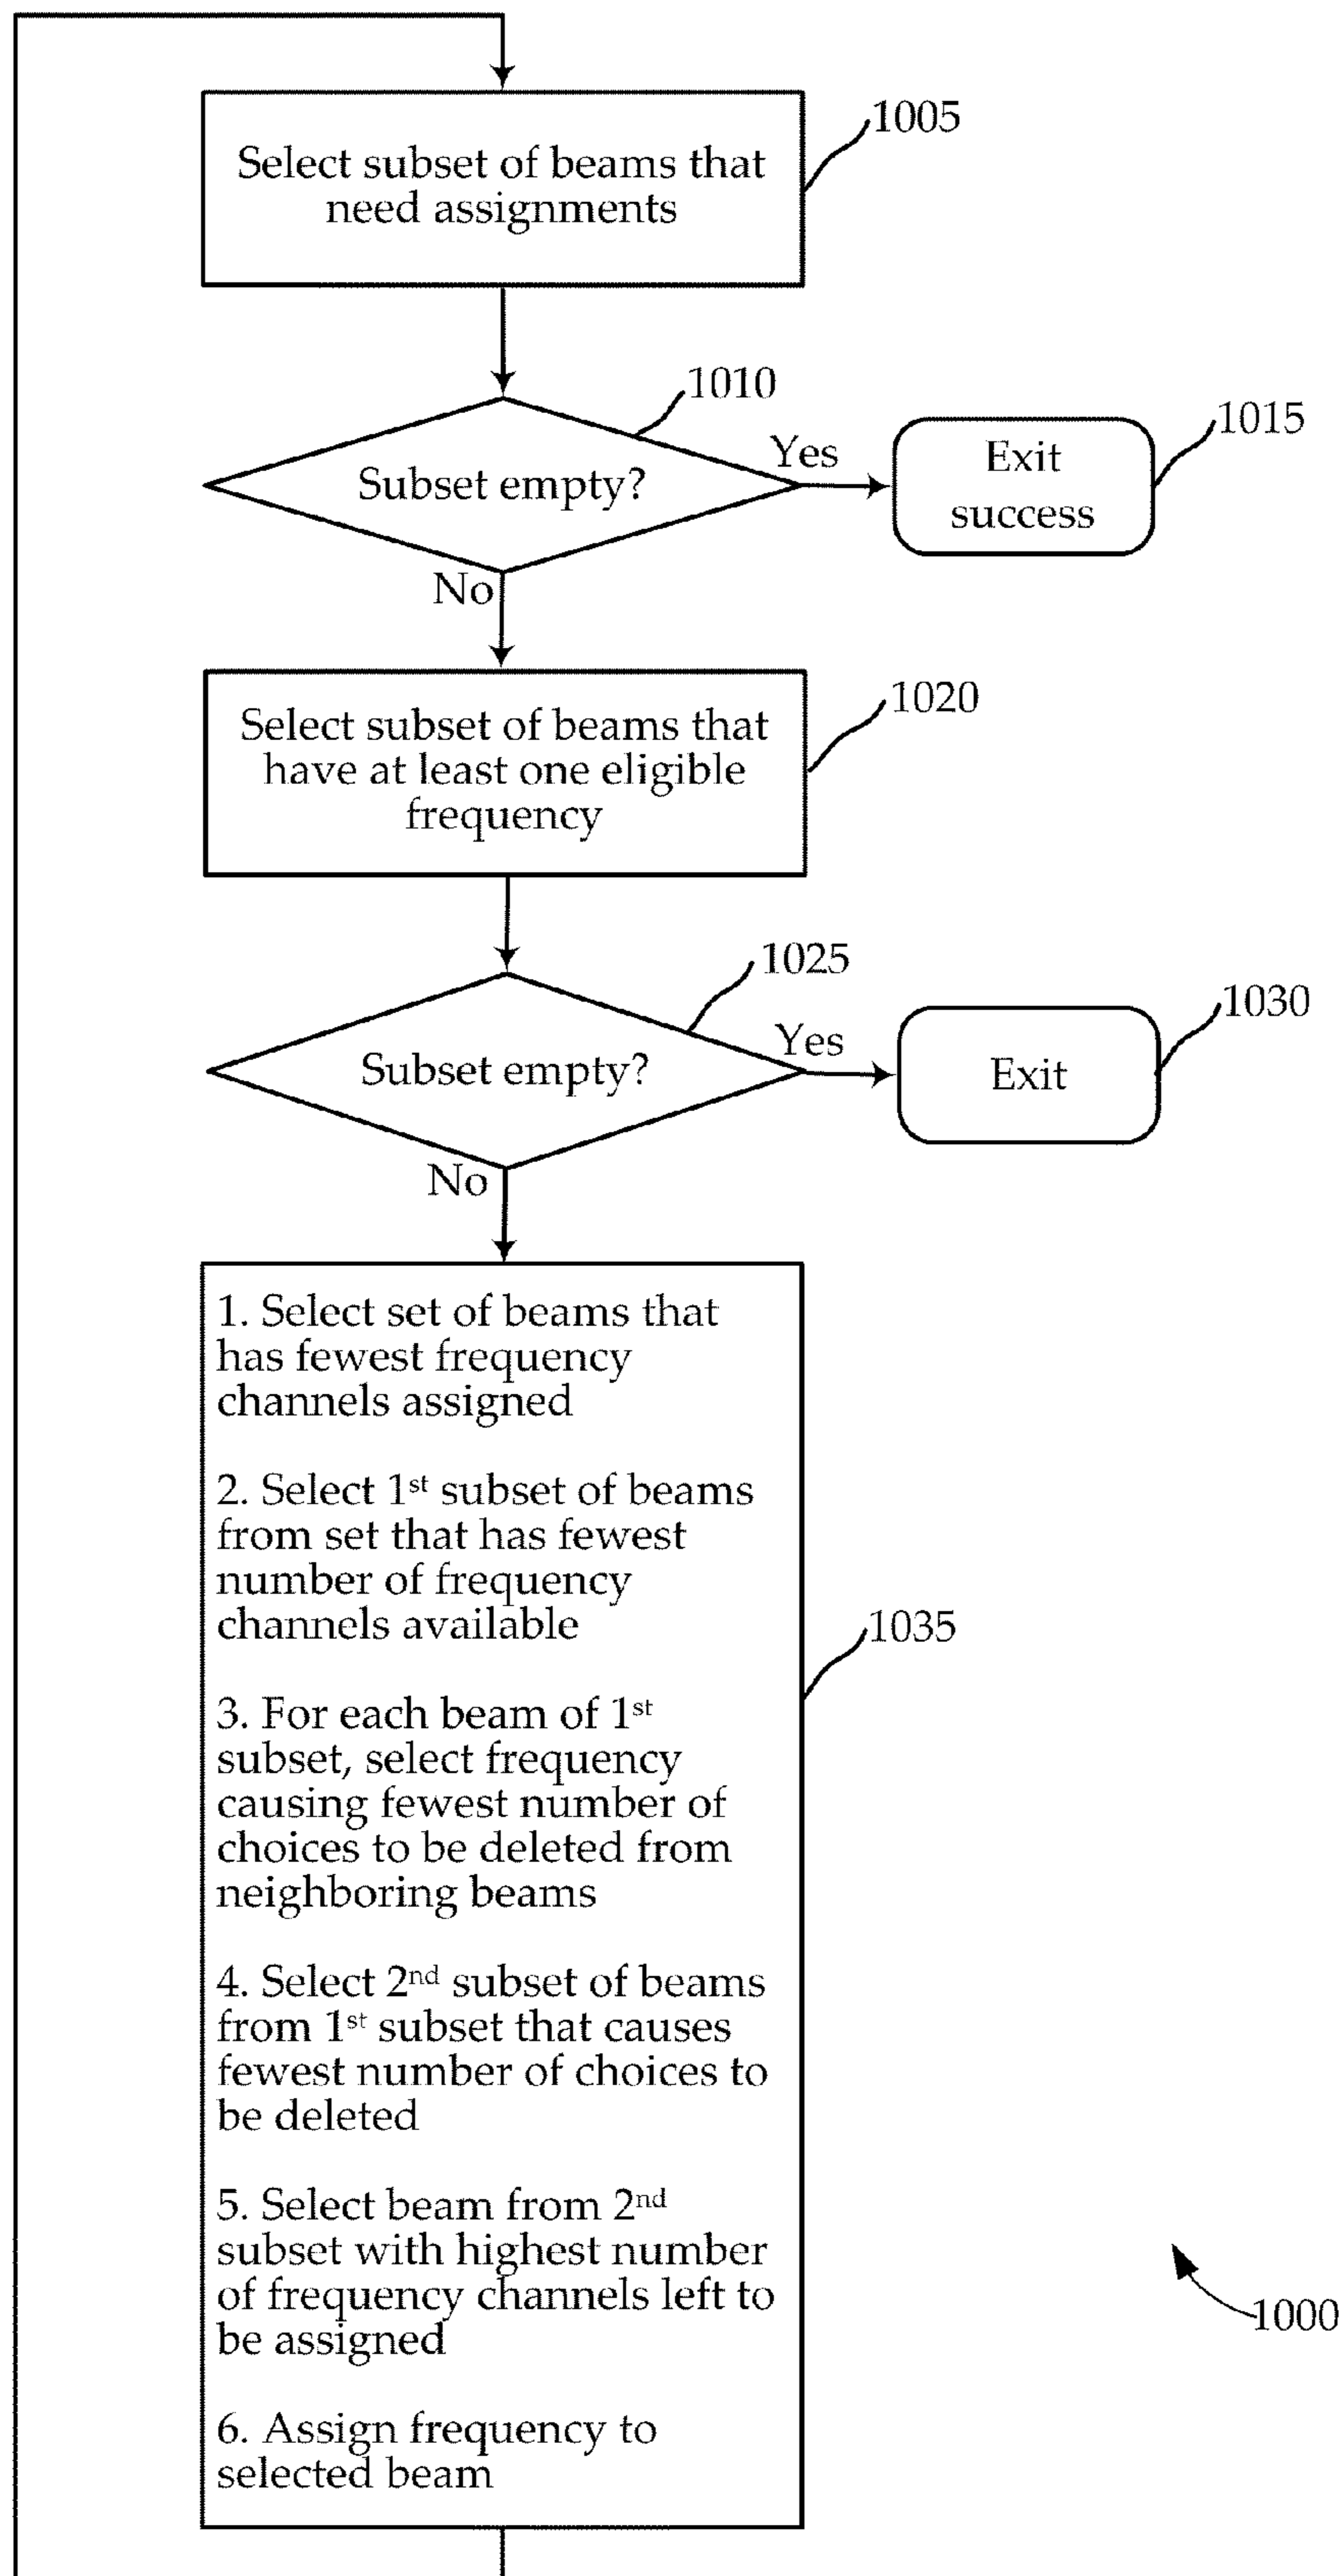 1005
Select subset of beams that
need assignments
1010
Subset empty?
Yes
1015
Exit
success
No
1020
Select subset of beams that
have at least one eligible
frequency
1025
Subset empty?
Yes
1030
Exit
No
1. Select set of beams that
has fewest frequency
channels assigned
2. Select 1st subset of beams
from set that has fewest
number of frequency
channels available
1035
3. For each beam of 1st
subset, select frequency
causing fewest number of
choices to be deleted from
neighboring beams
4. Select 2nd subset of beams
from 1st subset that causes
fewest number of choices to
be deleted
5. Select beam from 2nd
subset with highest number
of frequency channels left to
be assigned
1000
6. Assign frequency to
selected beam